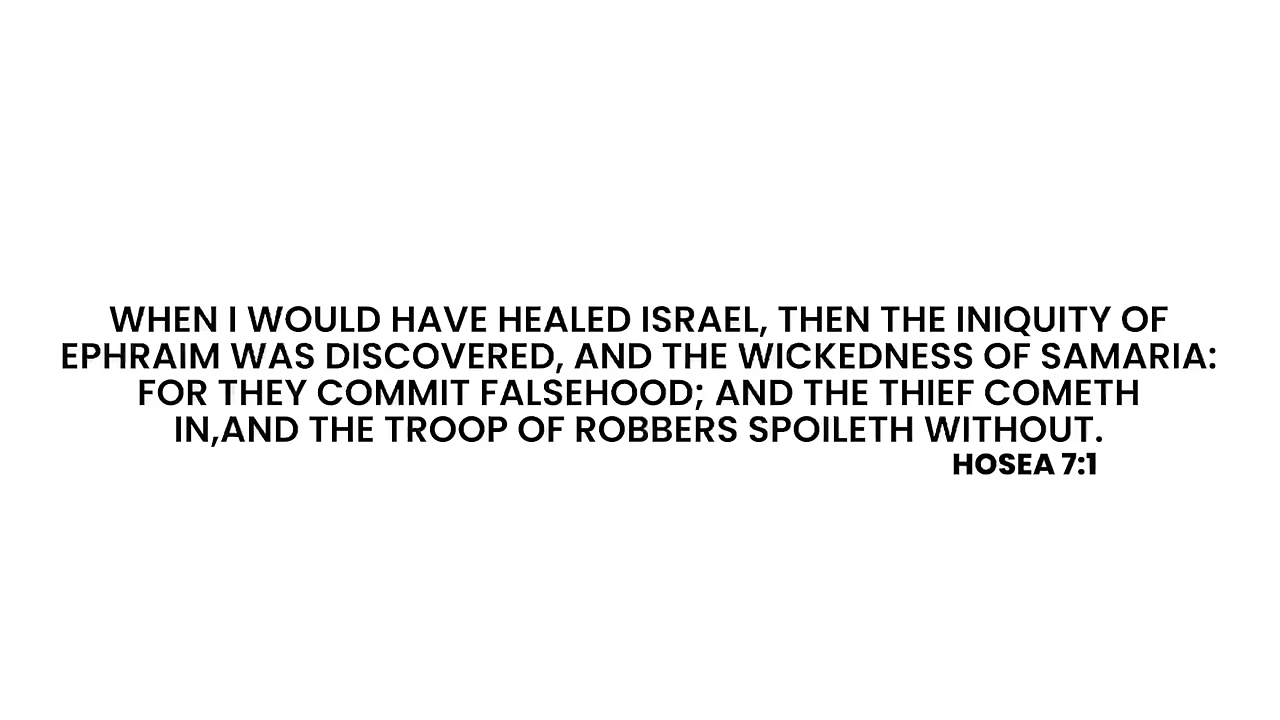 WHEN I WOULD HAVE HEALED ISRAEL, THEN THE INIQUITY OF
EPHRAIM WAS DISCOVERED, AND THE WICKEDNESS OF SAMARIA:
FOR THEY COMMIT FALSEHOOD; AND THE THIEF COMETH
IN,AND THE TROOP OF ROBBERS SPOILETH WITHOUT.
HOSEA 7:1